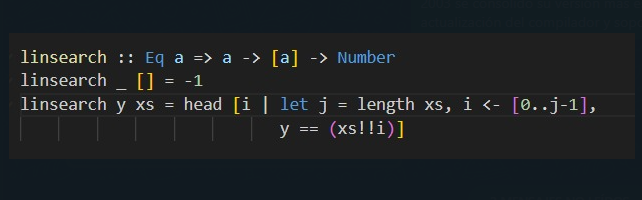 linsearch :: Eq a => a -> [a] -> Number
linsearch _ [] = -1
linsearch y xs = head [i | let j = length xs, i <- [0..j-1],
y == (xs!!i)]